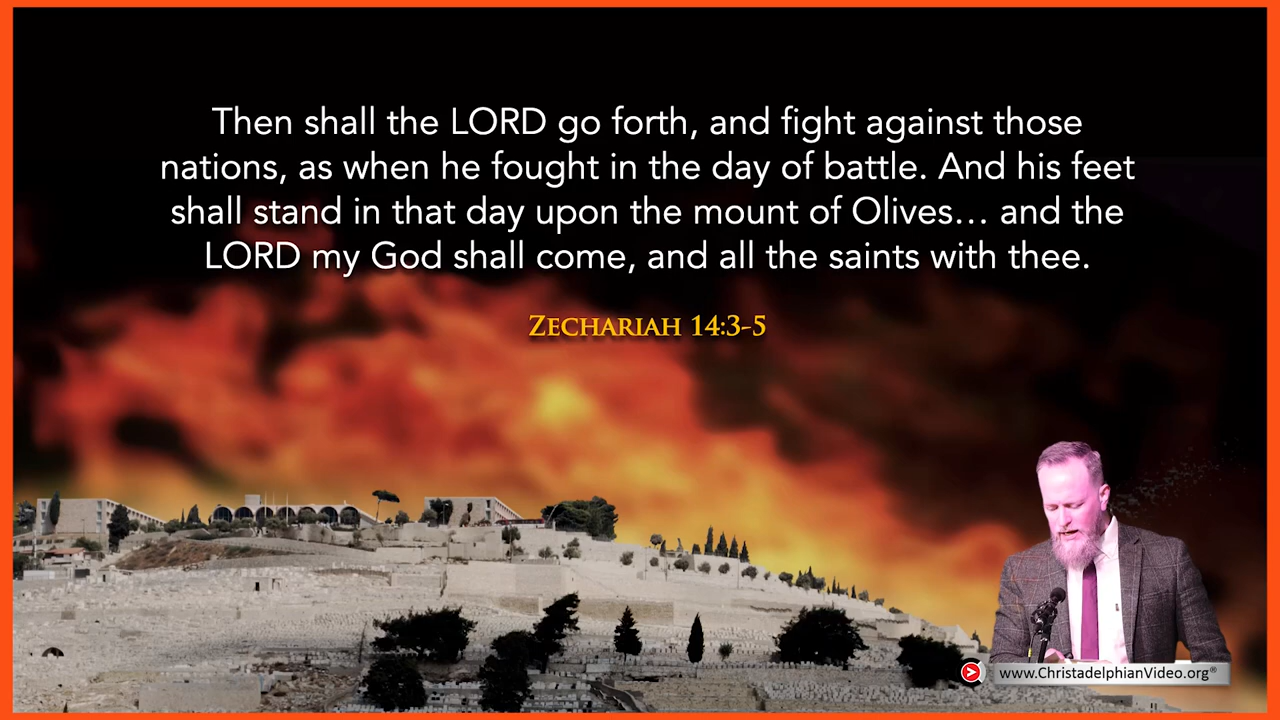 Then shall the LORD go forth, and fight against those
nations, as when he fought in the day of battle. And his feet
shall stand in that day upon the mount of Olives… and the
LORD my God shall come, and all the saints with thee.
ZECHARIAH 14:3-5
www.ChristadelphianVideo.org®